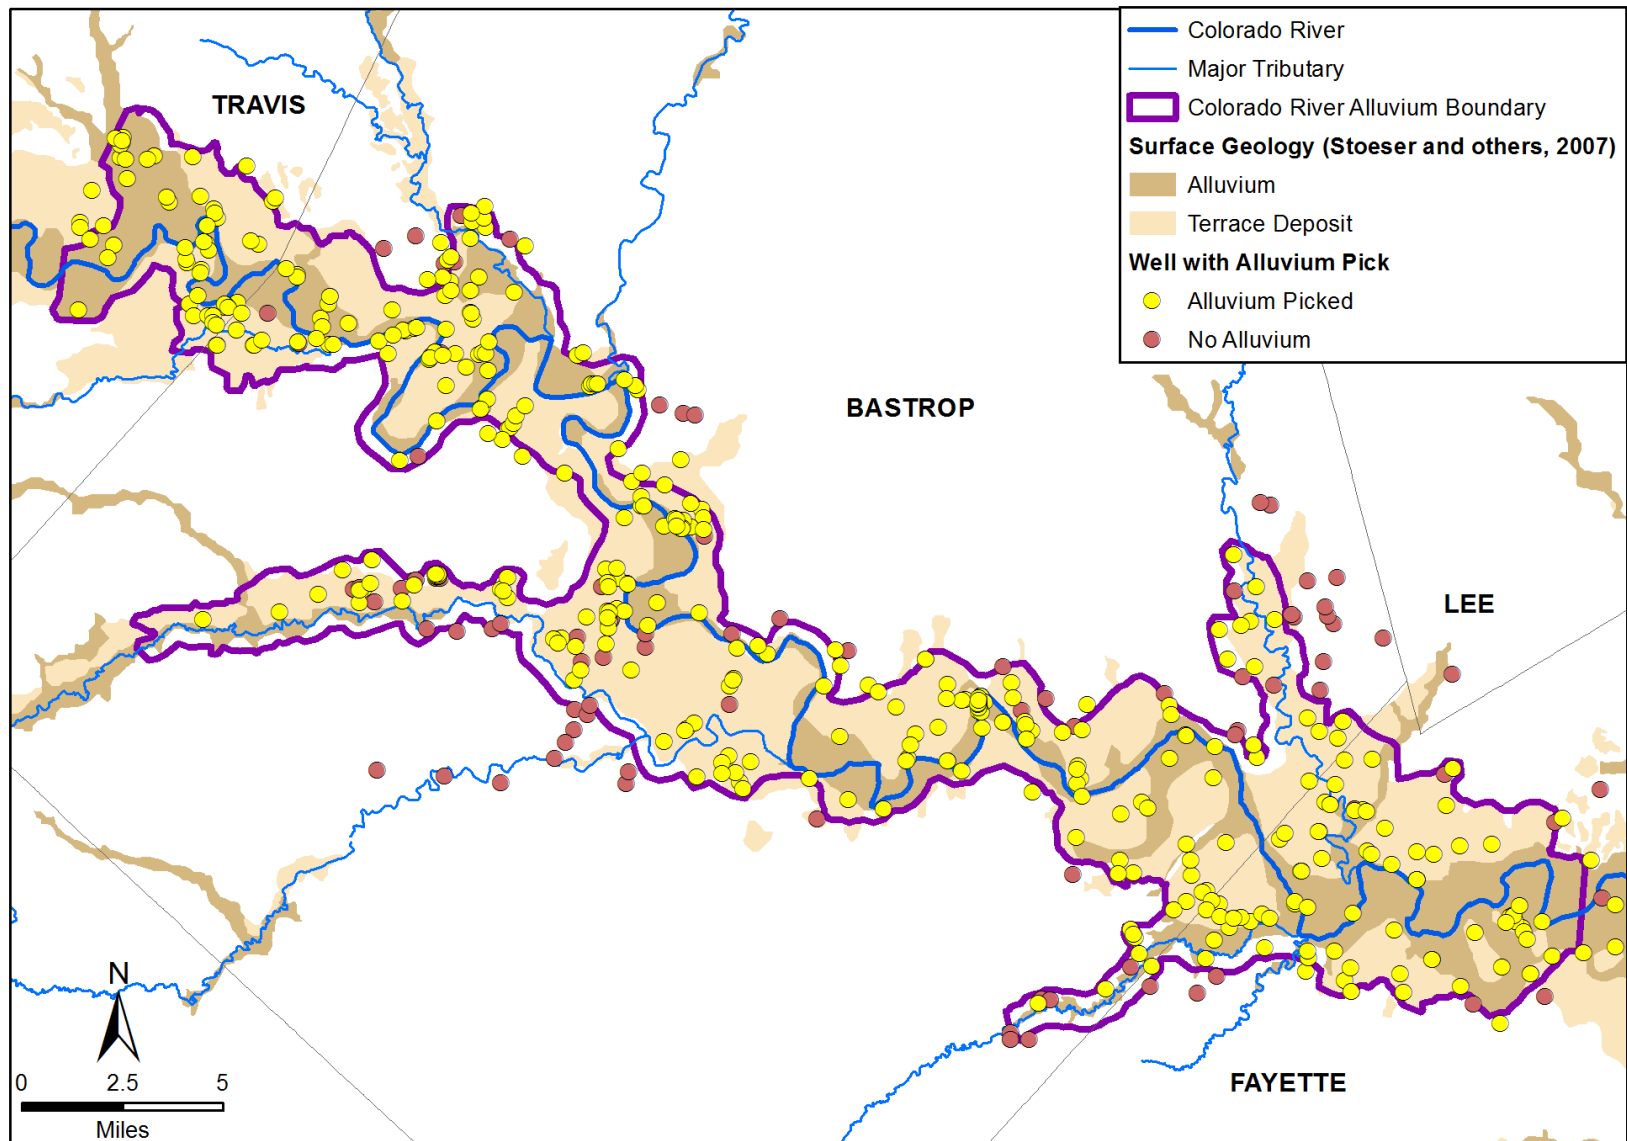 Colorado River
Major Tributary
Colorado River Alluvium Boundary
Surface Geology (Stoeser and others, 2007)
Alluvium
Terrace Deposit
Well with Alluvium Pick
Alluvium Picked
No Alluvium
TRAVIS
BASTROP
LEE
FAYETTE
N
0 2.5 5
Miles